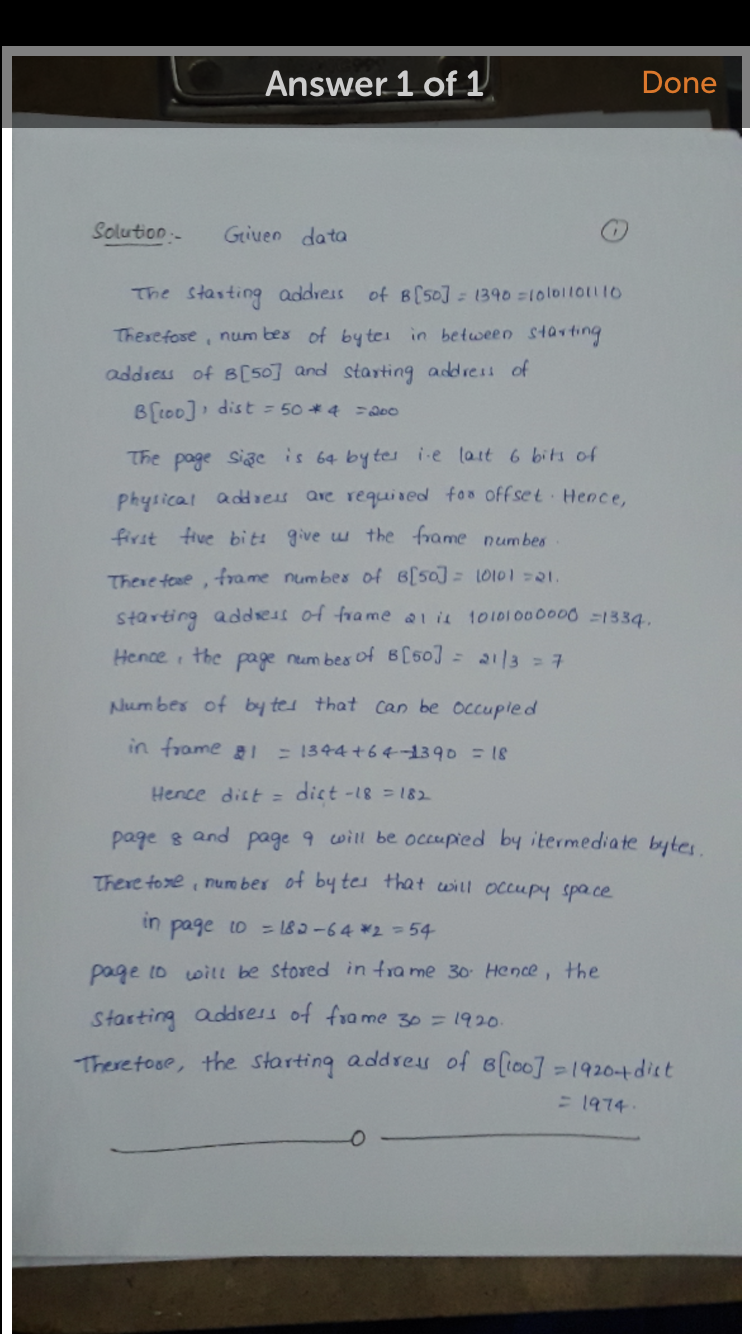 Answer 1 of 1
Done
Solution:- Given data
1
The starting address of B[50] = 1390 = 10101101110
Therefore, number of bytes in between starting
address of B[50] and starting address of
B[100], dist = 50 * 4 = 200
The page size is 64 bytes i.e last 6 bits of
physical address are required for offset. Hence,
first five bits give us the frame number.
Therefore, frame number of B[50] = 10101 = 21.
starting address of frame 21 is 10101000000 = 1334.
Hence, the page number of B[50] = 21/3 = 7
Number of bytes that can be occupied
in frame 21 = 1344+64-1390 = 18
Hence dist = dist -18 = 182
page 8 and page 9 will be occupied by itermediate bytes.
Therefore, number of bytes that will occupy space
in page 10 = 182-64*2 = 54
page 10 will be stored in frame 30. Hence, the
starting address of frame 30 = 1920.
Therefore, the starting address of B[100] = 1920+dist
= 1974.